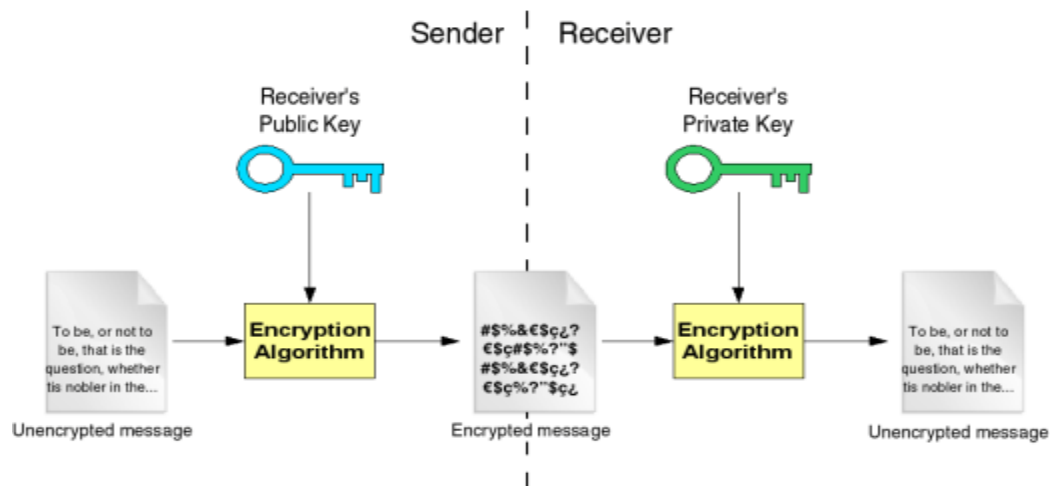 Sender
Receiver
Receiver's
Public Key
Receiver's
Private Key
To be, or not to
be, that is the
question, whether
tis nobler in the...
Encryption
Algorithm
#$%&€$ç¿?
€$ç#$%?"$
#$%&€$ç¿?
€$ç%?"$ç¿
Encryption
Algorithm
To be, or not to
be, that is the
question, whether
tis nobler in the...
Unencrypted message
Encrypted message
Unencrypted message